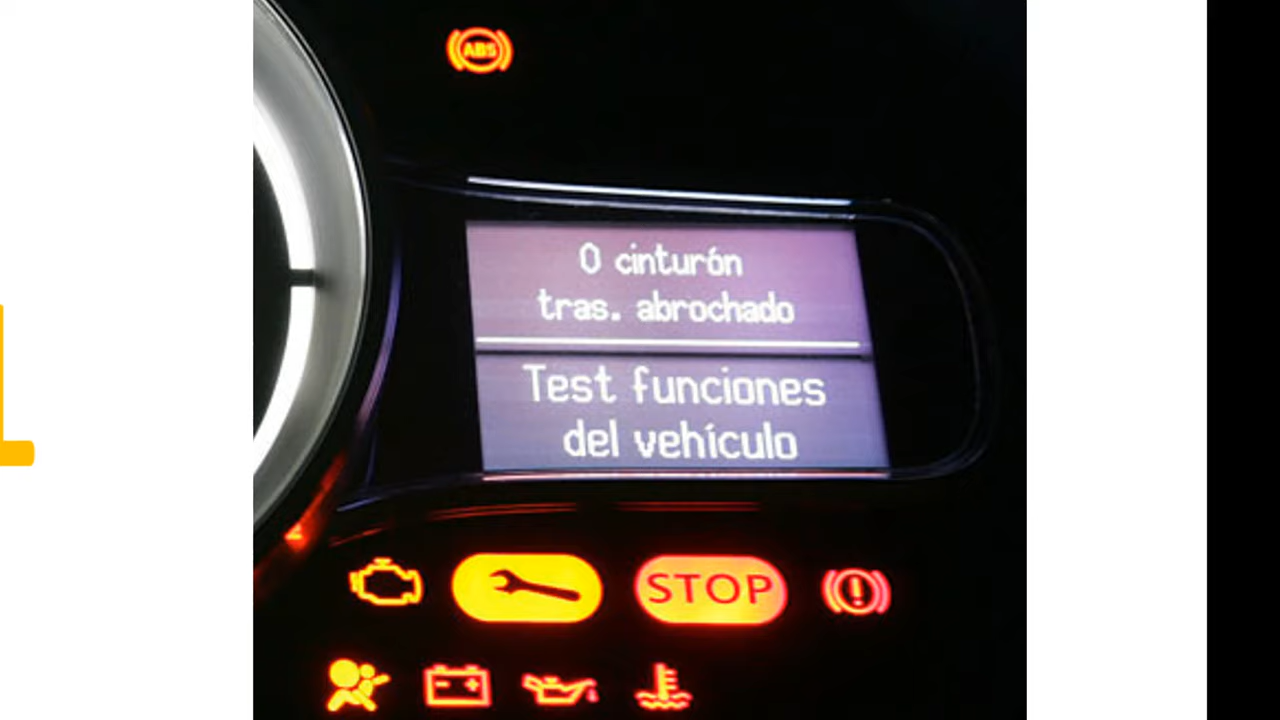 ABS
0 cinturón
tras. abrochado
Test funciones
del vehículo
STOP